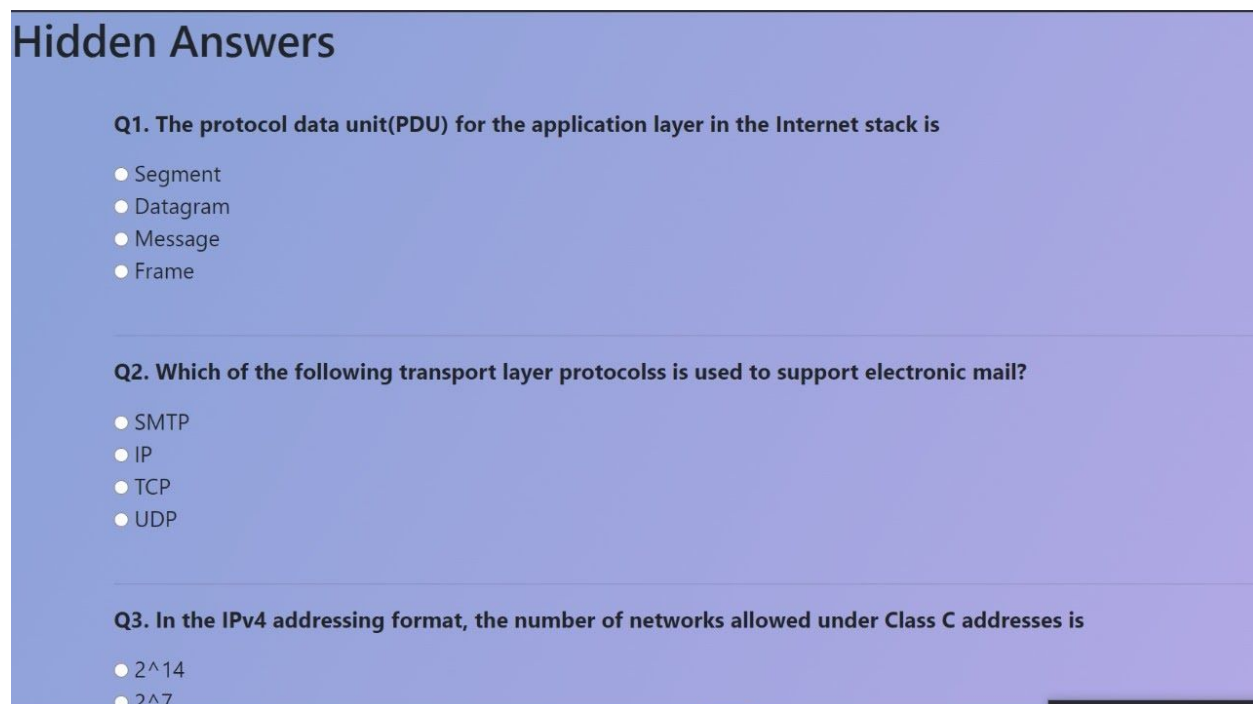 Hidden Answers
Q1. The protocol data unit(PDU) for the application layer in the Internet stack is
Segment
Datagram
Message
Frame
Q2. Which of the following transport layer protocolss is used to support electronic mail?
SMTP
IP
TCP
UDP
Q3. In the IPv4 addressing format, the number of networks allowed under Class C addresses is
2^14
2^7